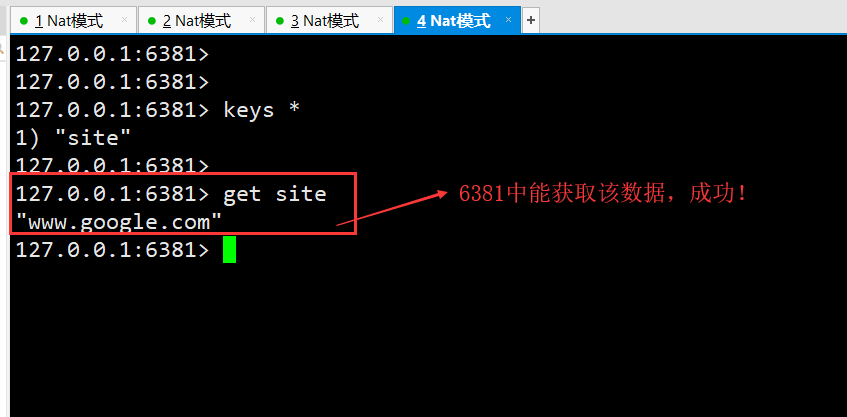 1 Nat模式 × 2 Nat模式 × 3 Nat模式 × 4 Nat模式 × +
127.0.0.1:6381>
127.0.0.1:6381>
127.0.0.1:6381> keys *
1) "site"
127.0.0.1:6381>
127.0.0.1:6381> get site
6381中能获取该数据，成功！
"www.google.com"
127.0.0.1:6381>